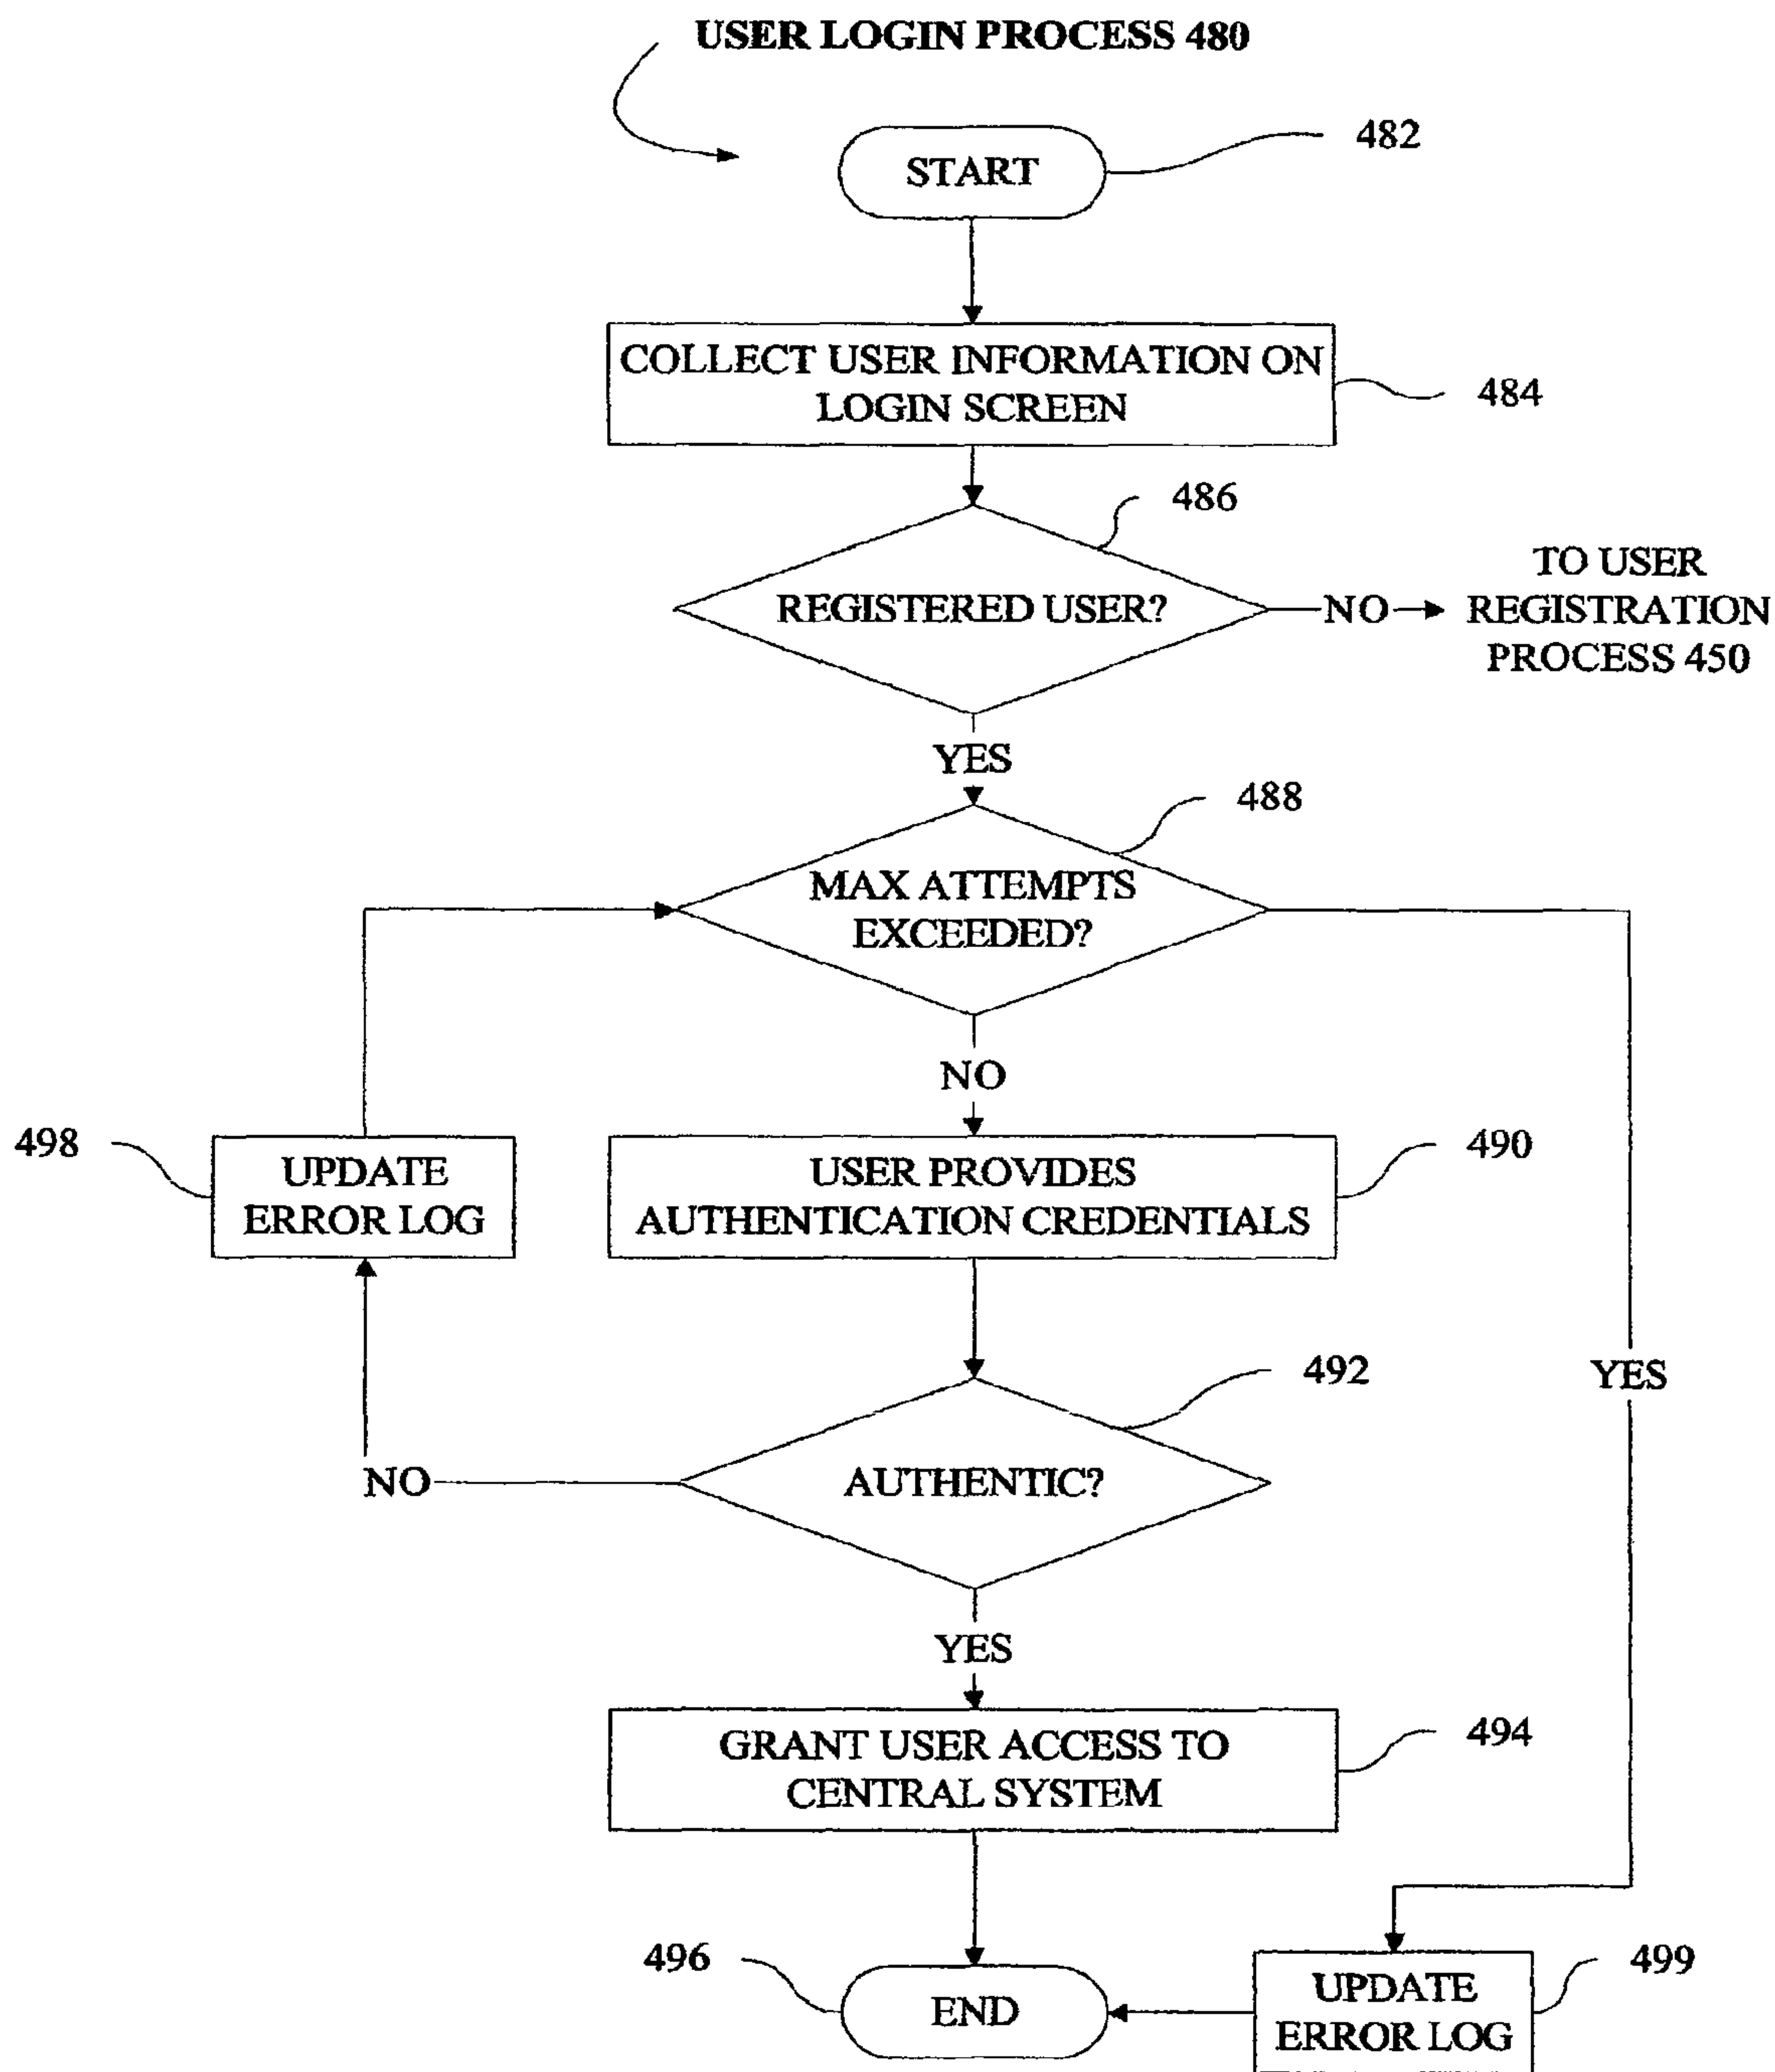 USER LOGIN PROCESS 480
START
482
COLLECT USER INFORMATION ON
LOGIN SCREEN
484
486
REGISTERED USER?
NO
TO USER
REGISTRATION
PROCESS 450
YES
488
MAX ATTEMPTS
EXCEEDED?
NO
498
UPDATE
ERROR LOG
USER PROVIDES
AUTHENTICATION CREDENTIALS
490
492
YES
NO
AUTHENTIC?
YES
GRANT USER ACCESS TO
CENTRAL SYSTEM
494
496
END
UPDATE
ERROR LOG
499